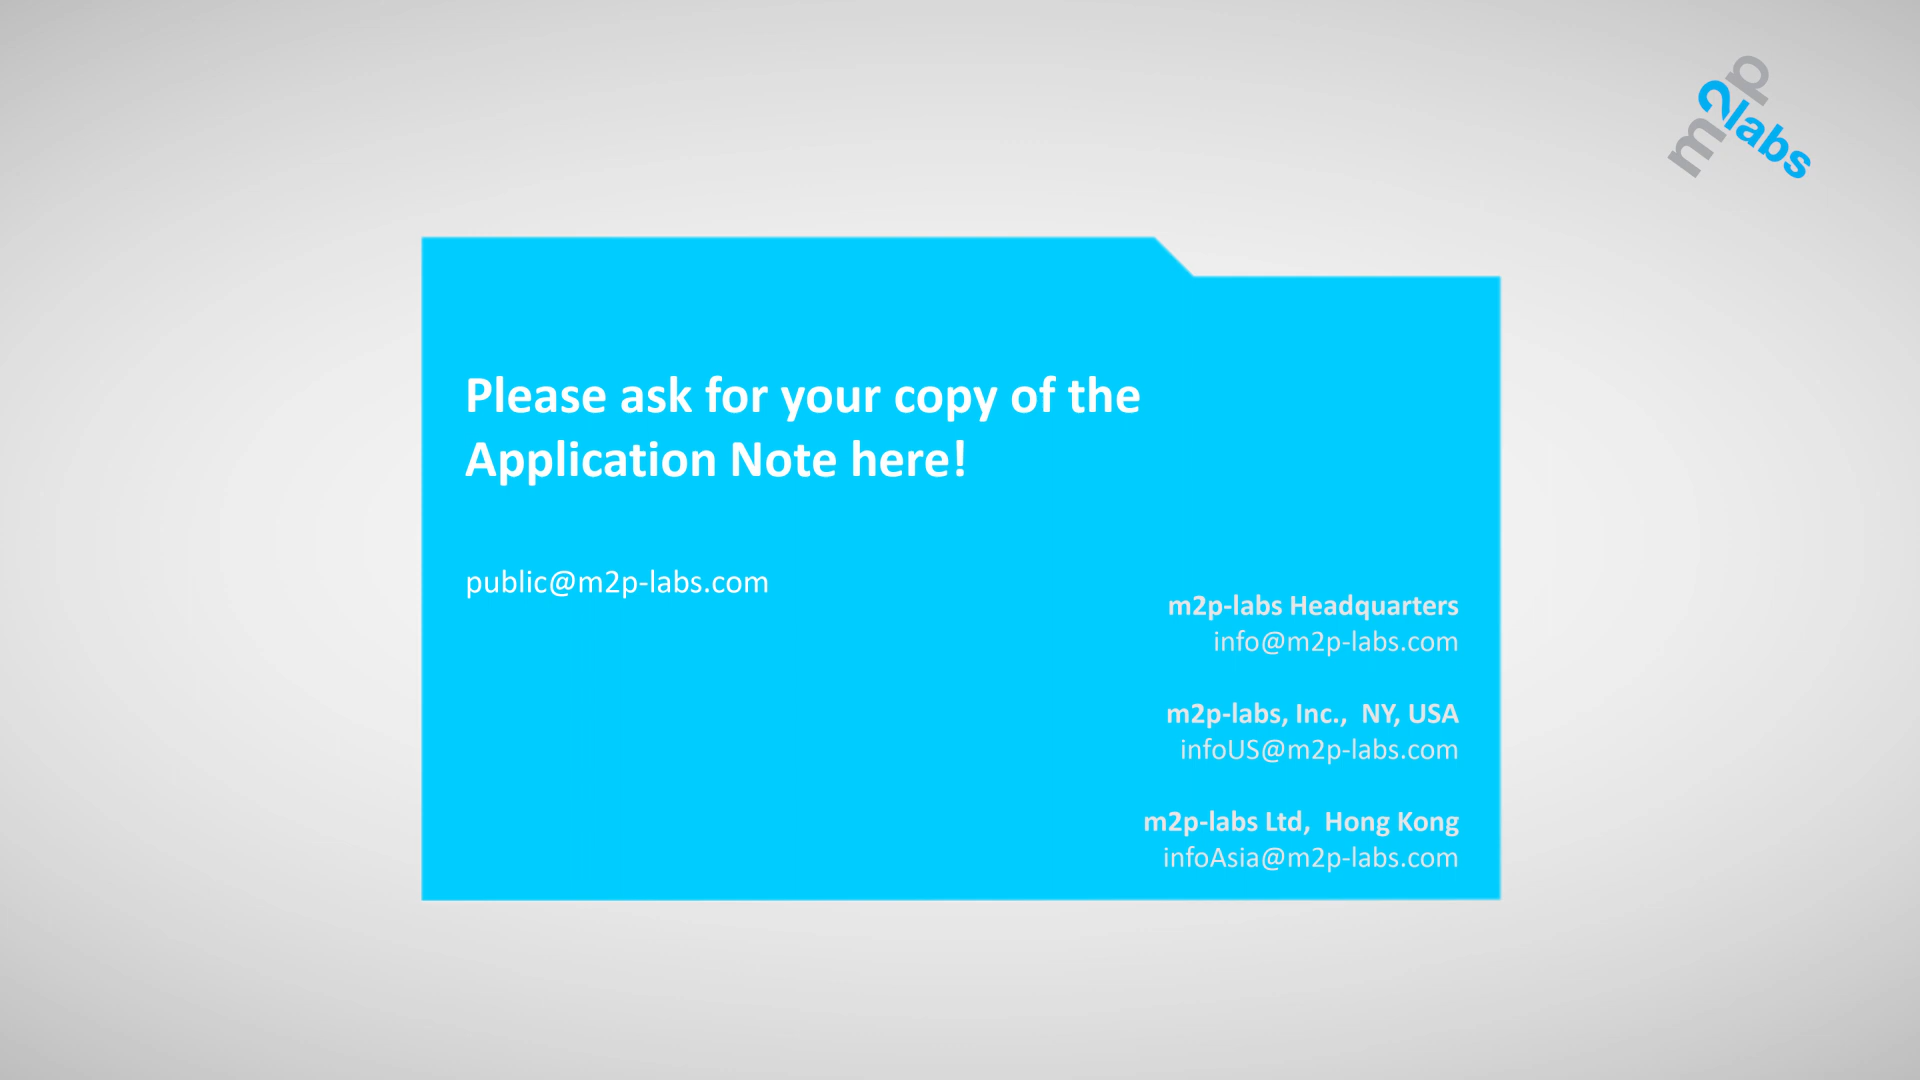 m2p
labs
Please ask for your copy of the
Application Note here!
public@m2p-labs.com
m2p-labs Headquarters
info@m2p-labs.com
m2p-labs, Inc.,  NY, USA
infoUS@m2p-labs.com
m2p-labs Ltd,  Hong Kong
infoAsia@m2p-labs.com